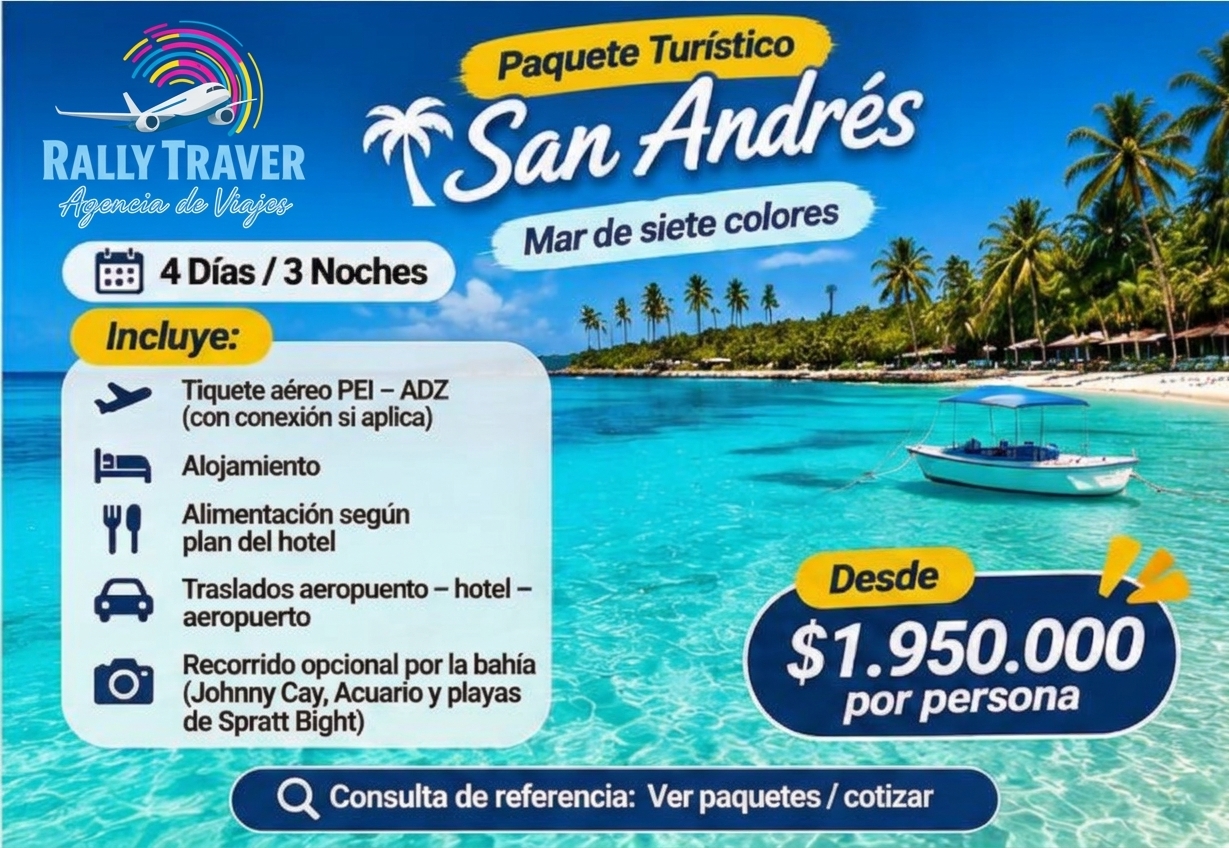 Paquete Turístico
San Andrés
Mar de siete colores
RALLY TRAVER
Agencia de Viajes
4 Días / 3 Noches
Incluye:
Tiquete aéreo PEI – ADZ
(con conexión si aplica)
Alojamiento
Alimentación según
plan del hotel
Traslados aeropuento – hotel –
aeropuerto
Recorrido opcional por la bahía
(Johnny Cay, Acuario y playas
de Spratt Bight)
Desde
$1.950.000
por persona
Consulta de referencia: Ver paquetes / cotizar